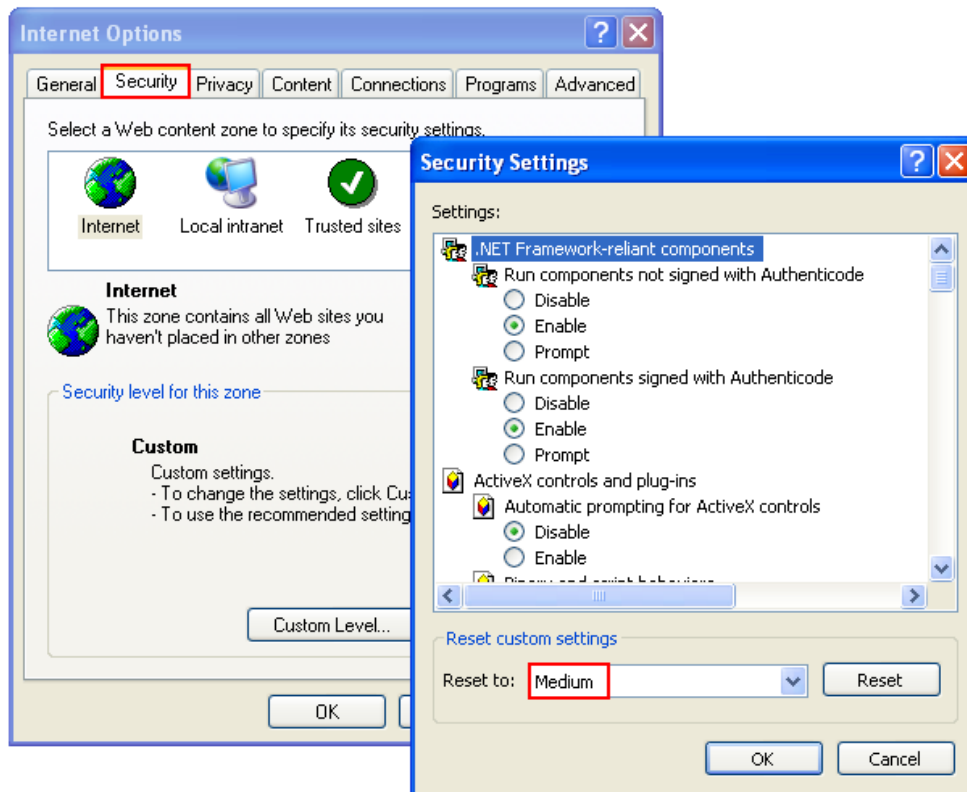 Internet Options
General
Security
Privacy
Content
Connections
Programs
Advanced
Select a Web content zone to specify its security settings.
Internet
Local intranet
Trusted sites
Internet
This zone contains all Web sites you
haven't placed in other zones
Security level for this zone
Custom
Custom settings.
- To change the settings, click Cu
- To use the recommended setting
Custom Level...
OK
Security Settings
Settings:
.NET Framework-reliant components
Run components not signed with Authenticode
Disable
Enable
Prompt
Run components signed with Authenticode
Disable
Enable
Prompt
ActiveX controls and plug-ins
Automatic prompting for ActiveX controls
Disable
Enable
Binary and script behaviors
Reset custom settings
Reset to:
Medium
Reset
OK
Cancel